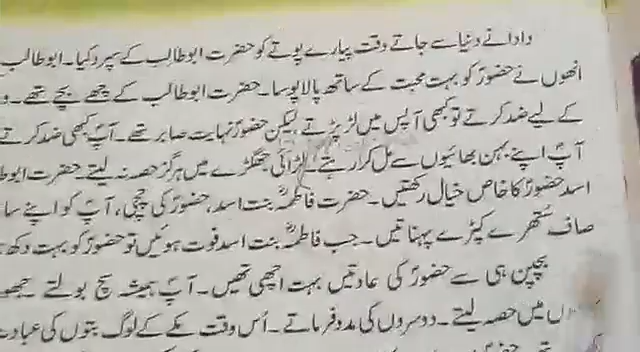 دادا نے دنیا سے جاتے وقت پیارے پوتے کو حضرت ابوطالب کے سپرد کیا۔ ابوطالب
انھوں نے حضورؐ کو بہت محبت کے ساتھ پالا پوسا۔ حضرت ابوطالب کے بچے تھے۔ و
کے لیے ضد کرتے تو کبھی آپس میں لڑ پڑتے لیکن حضورؐ نہایت صابر تھے۔ آپؐ کبھی ضد کرتے
آپؐ اپنے بہن بھائیوں سے مل کر رہتے۔ لڑائی جھگڑے میں ہرگز حصہ نہ لیتے۔ حضرت ابوطا
اسد حضورؐ کا خاص خیال رکھتیں۔ حضرت فاطمہؓ بنت اسد، حضورؐ کی چچی، آپؐ کو اپنے سا
صاف ستھرے کپڑے پہناتیں۔ جب فاطمہؓ بنت اسد فوت ہوئیں تو حضورؐ کو بہت دکھ
بچپن ہی سے حضورؐ کی عادتیں بہت اچھی تھیں۔ آپؐ ہمیشہ سچ بولتے
میں حصہ لیتے۔ دوسروں کی مدد فرماتے۔ اُس وقت مکے کے لوگ بتوں کی عبادت